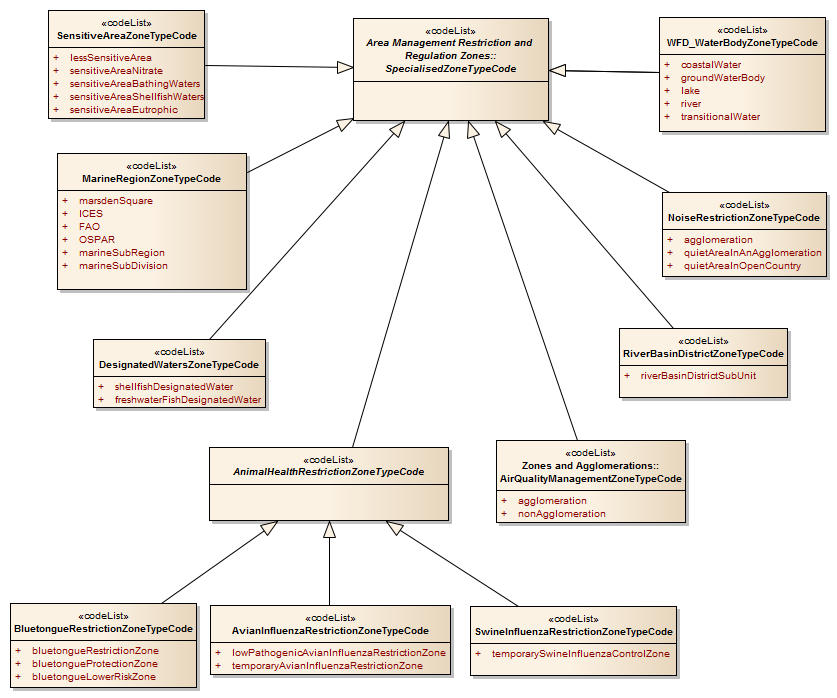 «codeList»
SensitiveAreaZoneTypeCode
+ lessSensitiveArea
+ sensitiveAreaNitrate
+ sensitiveAreaBathingWaters
+ sensitiveAreaShellfishWaters
+ sensitiveAreaEutrophic
«codeList»
Area Management Restriction and
Regulation Zones::
SpecialisedZoneTypeCode
«codeList»
WFD_WaterBodyZoneTypeCode
+ coastalWater
+ groundWaterBody
+ lake
+ river
+ transitionalWater
«codeList»
MarineRegionZoneTypeCode
+ marsdenSquare
+ ICES
+ FAO
+ OSPAR
+ marineSubRegion
+ marineSubDivision
«codeList»
NoiseRestrictionZoneTypeCode
+ agglomeration
+ quietAreaInAnAgglomeration
+ quietAreaInOpenCountry
«codeList»
DesignatedWatersZoneTypeCode
+ shellfishDesignatedWater
+ freshwaterFishDesignatedWater
«codeList»
RiverBasinDistrictZoneTypeCode
+ riverBasinDistrictSubUnit
«codeList»
AnimalHealthRestrictionZoneTypeCode
«codeList»
Zones and Agglomerations::
AirQualityManagementZoneTypeCode
+ agglomeration
+ nonAgglomeration
«codeList»
BluetongueRestrictionZoneTypeCode
+ bluetongueRestrictionZone
+ bluetongueProtectionZone
+ bluetongueLowerRiskZone
«codeList»
AvianInfluenzaRestrictionZoneTypeCode
+ lowPathogenicAvianInfluenzaRestrictionZone
+ temporaryAvianInfluenzaRestrictionZone
«codeList»
SwineInfluenzaRestrictionZoneTypeCode
+ temporarySwineInfluenzaControlZone